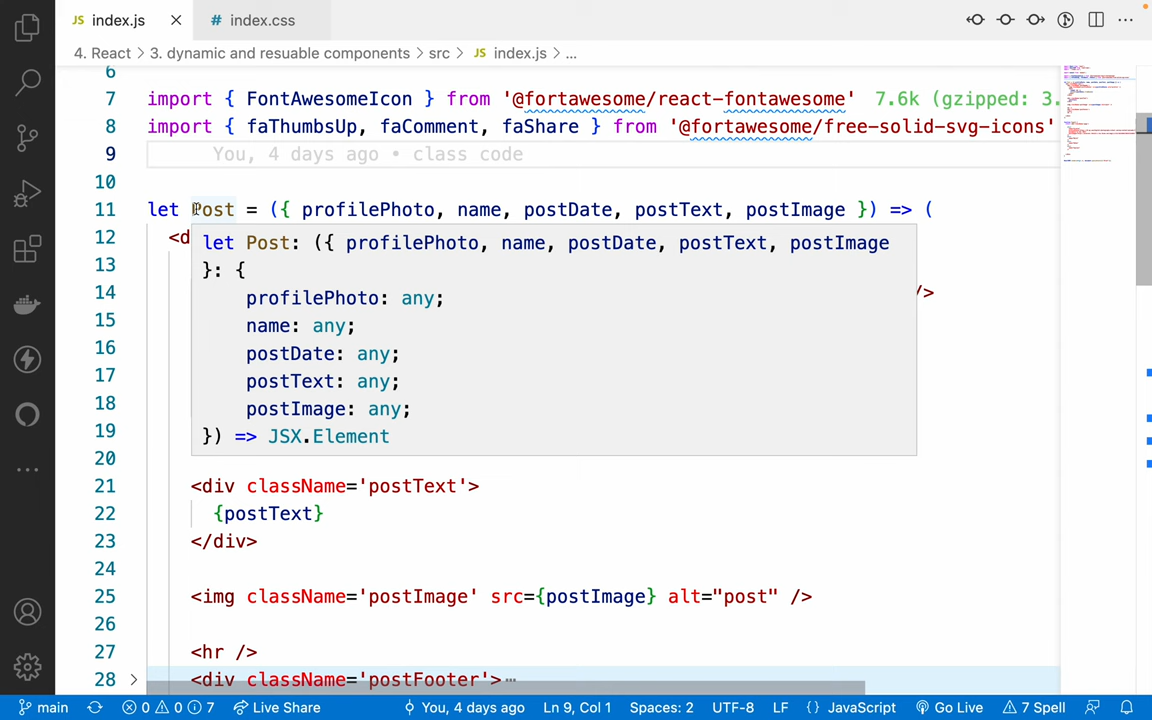 JS index.js
# index.css
4. React > 3. dynamic and resuable components > src > JS index.js > ...
6
7 import { FontAwesomeIcon } from '@fortawesome/react-fontawesome' 7.6k (gzipped: 3.
8 import { faThumbsUp, faComment, faShare } from '@fortawesome/free-solid-svg-icons'
9 You, 4 days ago • class code
10
11 let Post = ({ profilePhoto, name, postDate, postText, postImage }) => (
12 <d
let Post: ({ profilePhoto, name, postDate, postText, postImage
13
}: {
14 />
profilePhoto: any;
15
name: any;
16
postDate: any;
17
postText: any;
18
postImage: any;
19
}) => JSX.Element
20
21 <div className='postText'>
22 {postText}
23 </div>
24
25 <img className='postImage' src={postImage} alt="post" />
26
27 <hr />
28 > <div className='postFooter'>⋯
main 0 0 7 Live Share You, 4 days ago Ln 9, Col 1 Spaces: 2 UTF-8 LF {} JavaScript Go Live 7 Spell